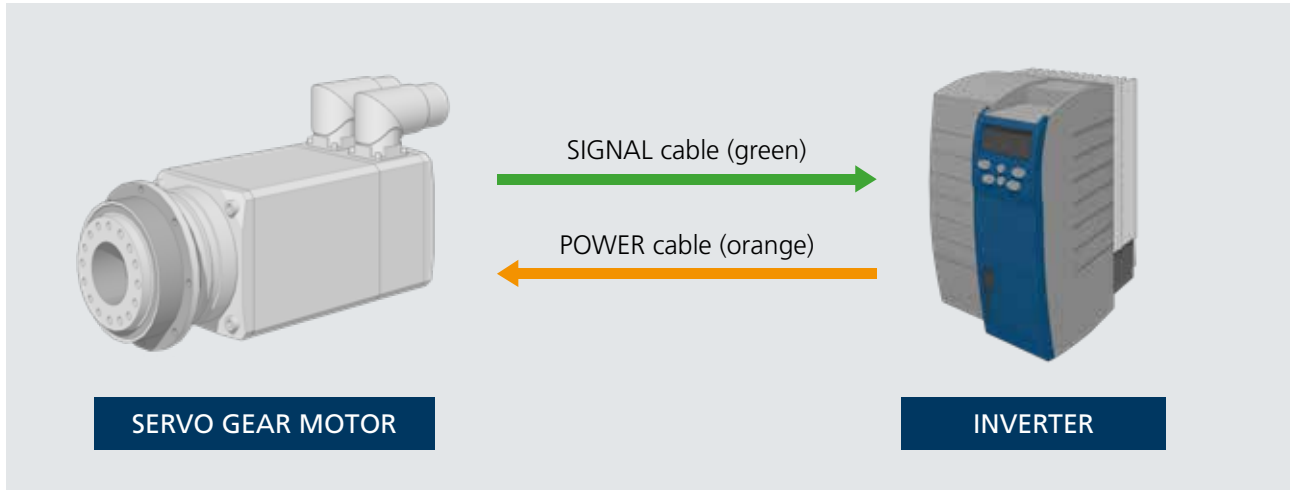 SIGNAL cable (green)
POWER cable (orange)
SERVO GEAR MOTOR
INVERTER